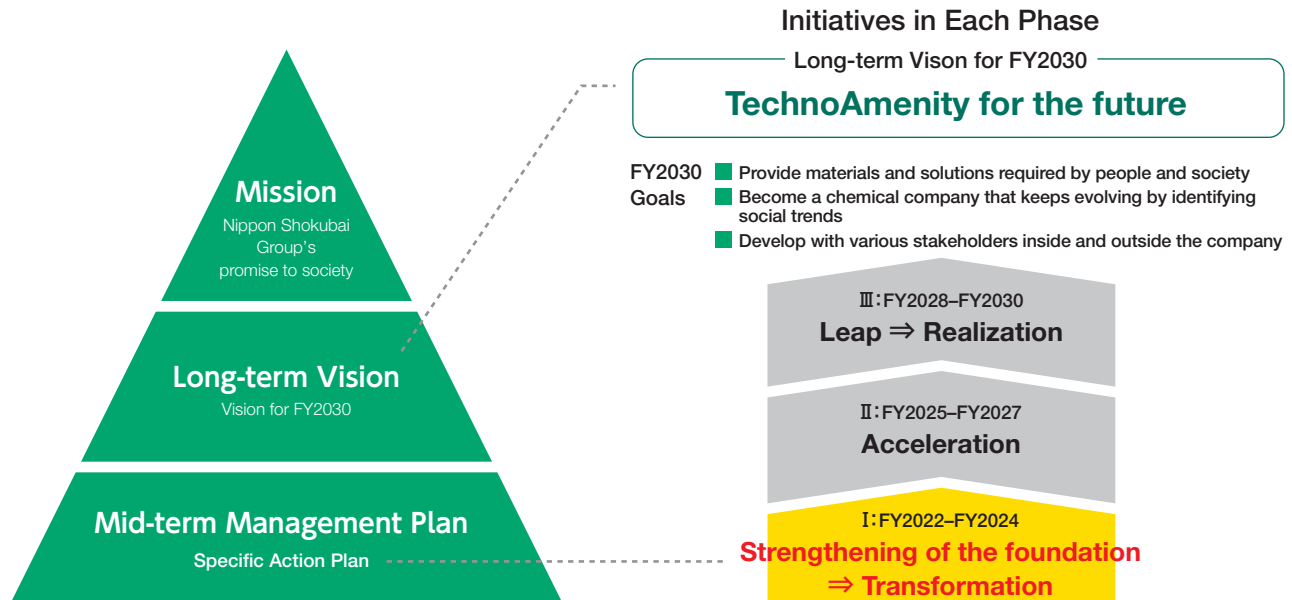 Mission
Nippon Shokubai
Group's
promise to society
Long-term Vision
Vision for FY2030
Mid-term Management Plan
Specific Action Plan
Initiatives in Each Phase
Long-term Vison for FY2030
TechnoAmenity for the future
FY2030
Goals
Provide materials and solutions required by people and society
Become a chemical company that keeps evolving by identifying
social trends
Develop with various stakeholders inside and outside the company
Ⅲ:FY2028–FY2030
Leap ⇒ Realization
Ⅱ:FY2025–FY2027
Acceleration
Ⅰ:FY2022–FY2024
Strengthening of the foundation
⇒ Transformation